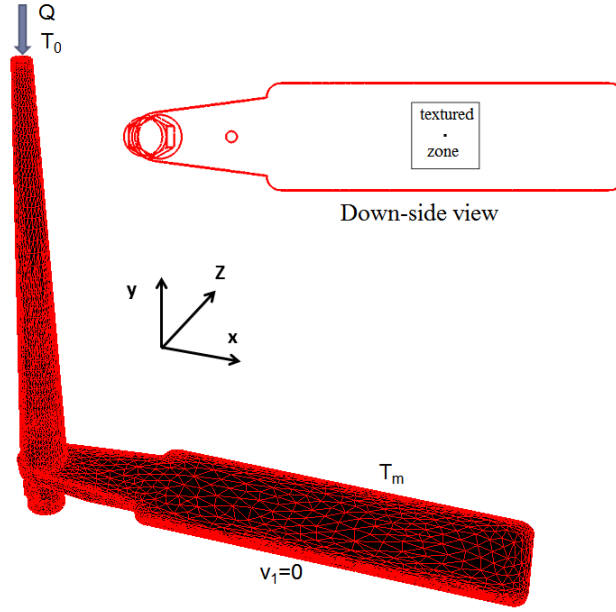 Q
T₀
textured
zone
Down-side view
y
Z
x
Tₘ
v₁=0